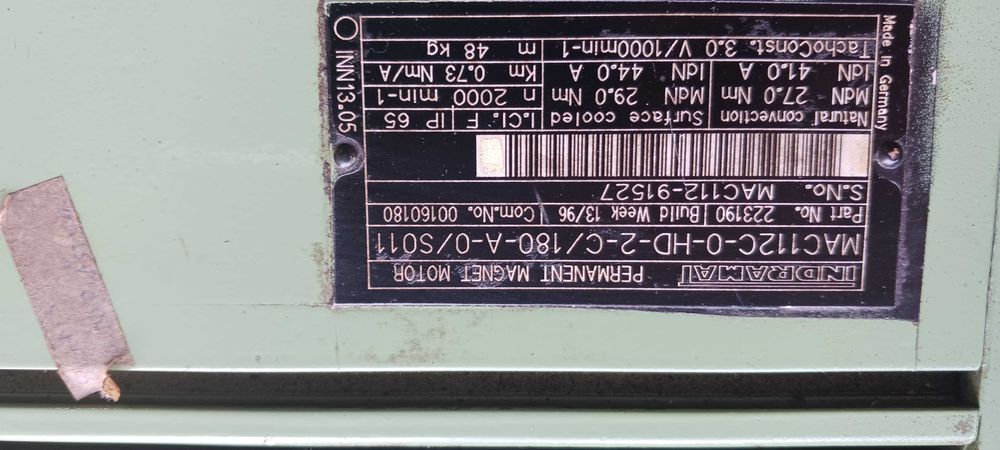 INDRAMAT PERMANENT MAGNET MOTOR
MAC112C-0-HD-2-C/180-A-0/S011
Part No. 223190 Build Week 13/96 Com.No. 00160180
S.No. MAC112-91527
Natural convection Surface cooled I.Cl. F IP 65
MdN 27.0 Nm MdN 29.0 Nm n 2000 min-1
IdN 41.0 A IdN 44.0 A Km 0.73 Nm/A
TachoConst. 3.0 V/1000min-1 m 48 kg
Made in Germany
INN13.05